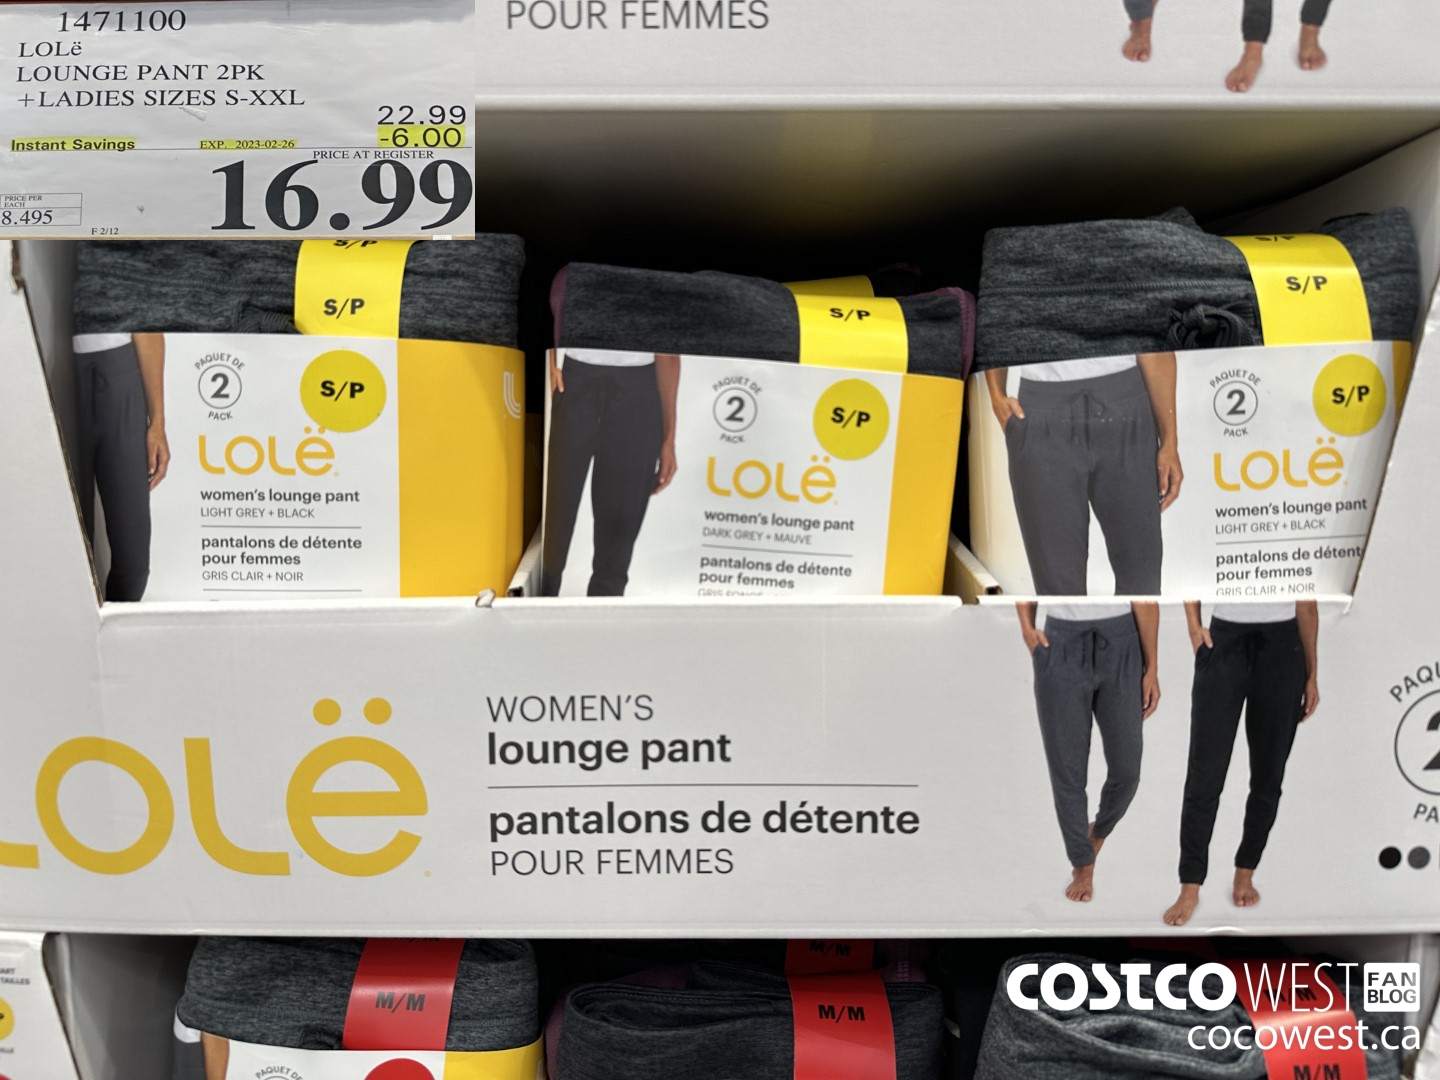 1471100
LOLë
LOUNGE PANT 2PK
+LADIES SIZES S-XXL
22.99
Instant Savings
EXP. 2023-02-26
-6.00
PRICE AT REGISTER
16.99
PRICE PER
EACH
8.495
F 2/12
POUR FEMMES
S/P
S/P
PAQUET DE
2
PACK
S/P
LOLë
women's lounge pant
LIGHT GREY + BLACK
pantalons de détente
pour femmes
GRIS CLAIR + NOIR
S/P
PAQUET DE
2
PACK
S/P
LOLë
women's lounge pant
DARK GREY + MAUVE
pantalons de détente
pour femmes
S/P
S/P
PAQUET DE
2
PACK
S/P
LOLë
women's lounge pant
LIGHT GREY + BLACK
pantalons de détent
pour femmes
GRIS CLAIR + NOIR
LOLë
WOMEN'S
lounge pant
pantalons de détente
POUR FEMMES
PAQU
2
PA
M/M
M/M
M/M
M/M
M/M
PAQUET DE
COSTCO WEST FAN BLOG
cocowest.ca